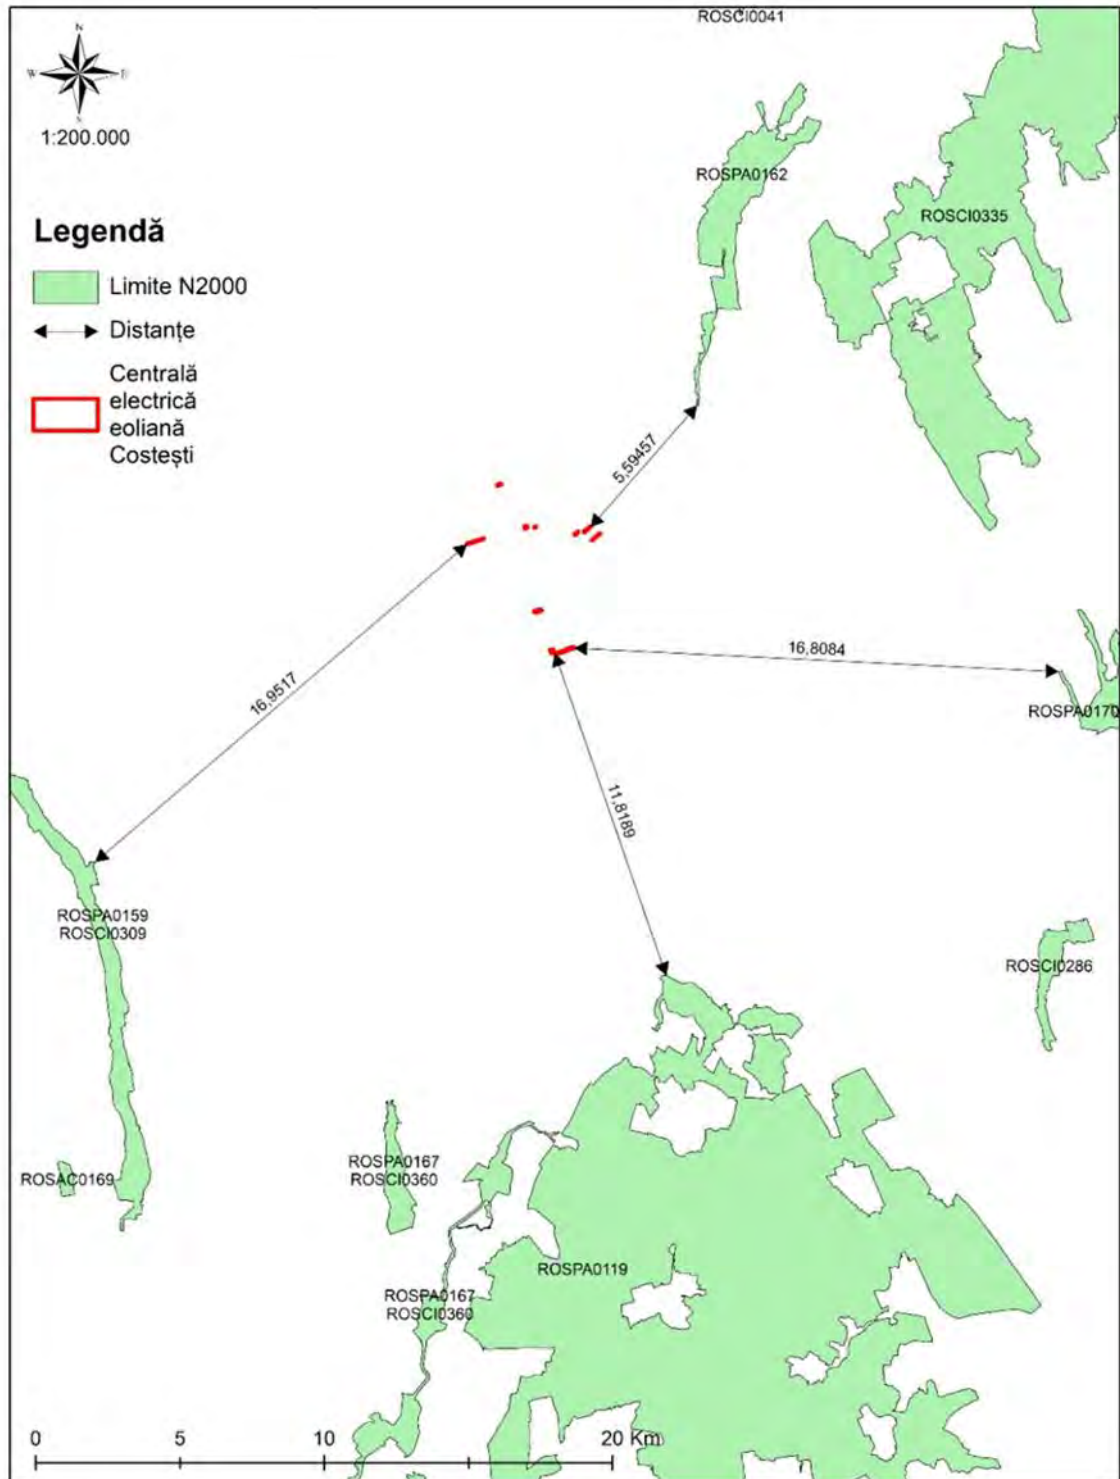 ROSCI0041
N
W
E
S
1:200.000
ROSPA0162
ROSCI0335
Legendă
Limite N2000
Distanțe
Centrală
electrică
eoliană
Costești
5,59457
16,9517
16,8084
ROSPA0170
11,8189
ROSPA0159
ROSCI0309
ROSCI0286
ROSAC0169
ROSPA0167
ROSCI0360
ROSPA0119
ROSPA0167
ROSCI0360
0 5 10 20 Km